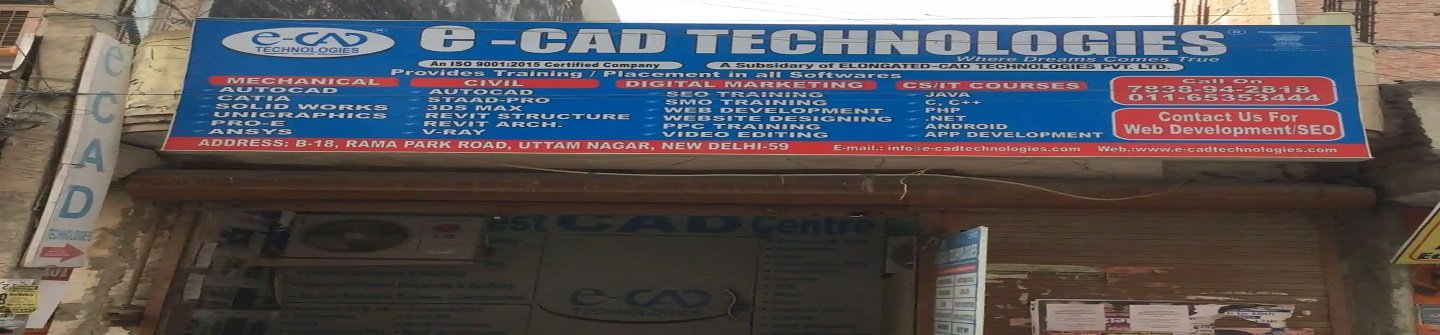 e-CAD
TECHNOLOGIES
e-CAD TECHNOLOGIES
Where Dreams Comes True
An ISO 9001:2015 Certified Company
A Subsidary of ELONGATED-CAD TECHNOLOGIES PVT. LTD.
Provides Training / Placement in all Softwares
MECHANICAL
AUTOCAD
CATIA
SOLID WORKS
UNIGRAPHICS
PRO-E
ANSYS
CIVIL
AUTOCAD
STAAD-PRO
3DS MAX
REVIT STRUCTURE
REVIT ARCH.
V-RAY
DIGITAL MARKETING
SEO TRAINING
SMO TRAINING
WEB DEVELOPMENT
WEBSITE DESIGNING
PPC TRAINING
VIDEO EDITING
CS/IT COURSES
JAVA
C, C++
PHP
.NET
ANDROID
APP DEVELOPMENT
Call On
7838-94-2818
011-65353444
Contact Us For
Web Development/SEO
ADDRESS: B-18, RAMA PARK ROAD, UTTAM NAGAR, NEW DELHI-59
E-mail.: info@e-cadtechnologies.com
Web.:www.e-cadtechnologies.com
e CAD
TECHNOLOGIES
CAD Centre
e-CAD
TECHNOLOGIES